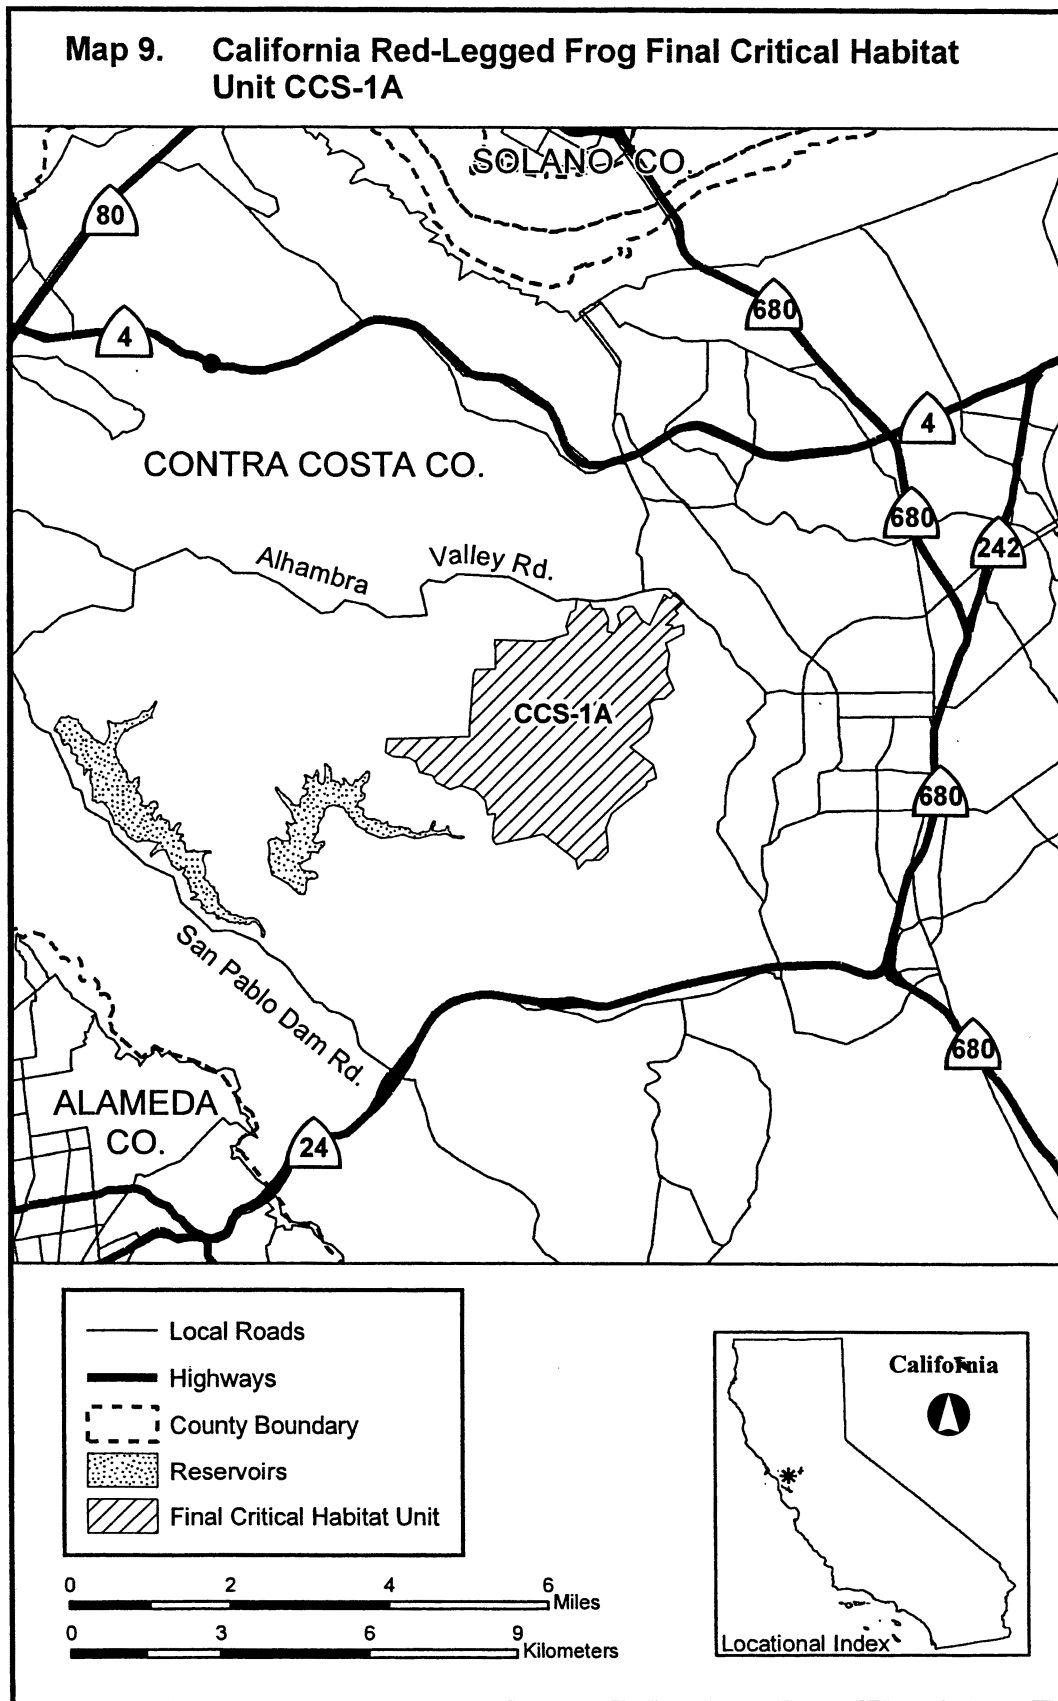 Map 9. California Red-Legged Frog Final Critical Habitat
Unit CCS-1A
SOLANO CO.
80
680
4
4
CONTRA COSTA CO.
680
242
Alhambra Valley Rd.
CCS-1A
680
San Pablo Dam Rd.
680
ALAMEDA
CO.
24
Local Roads
Highways
County Boundary
Reservoirs
Final Critical Habitat Unit
California
0 2 4 6 Miles
0 3 6 9 Kilometers
Locational Index